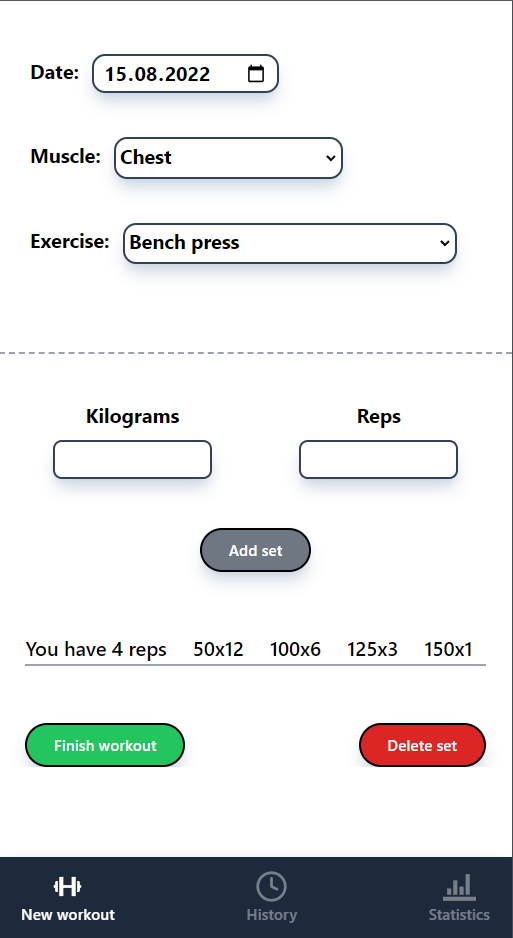 Date: 15.08.2022
Muscle: Chest
Exercise: Bench press
Kilograms Reps
Add set
You have 4 reps 50x12 100x6 125x3 150x1
Finish workout Delete set
New workout History Statistics